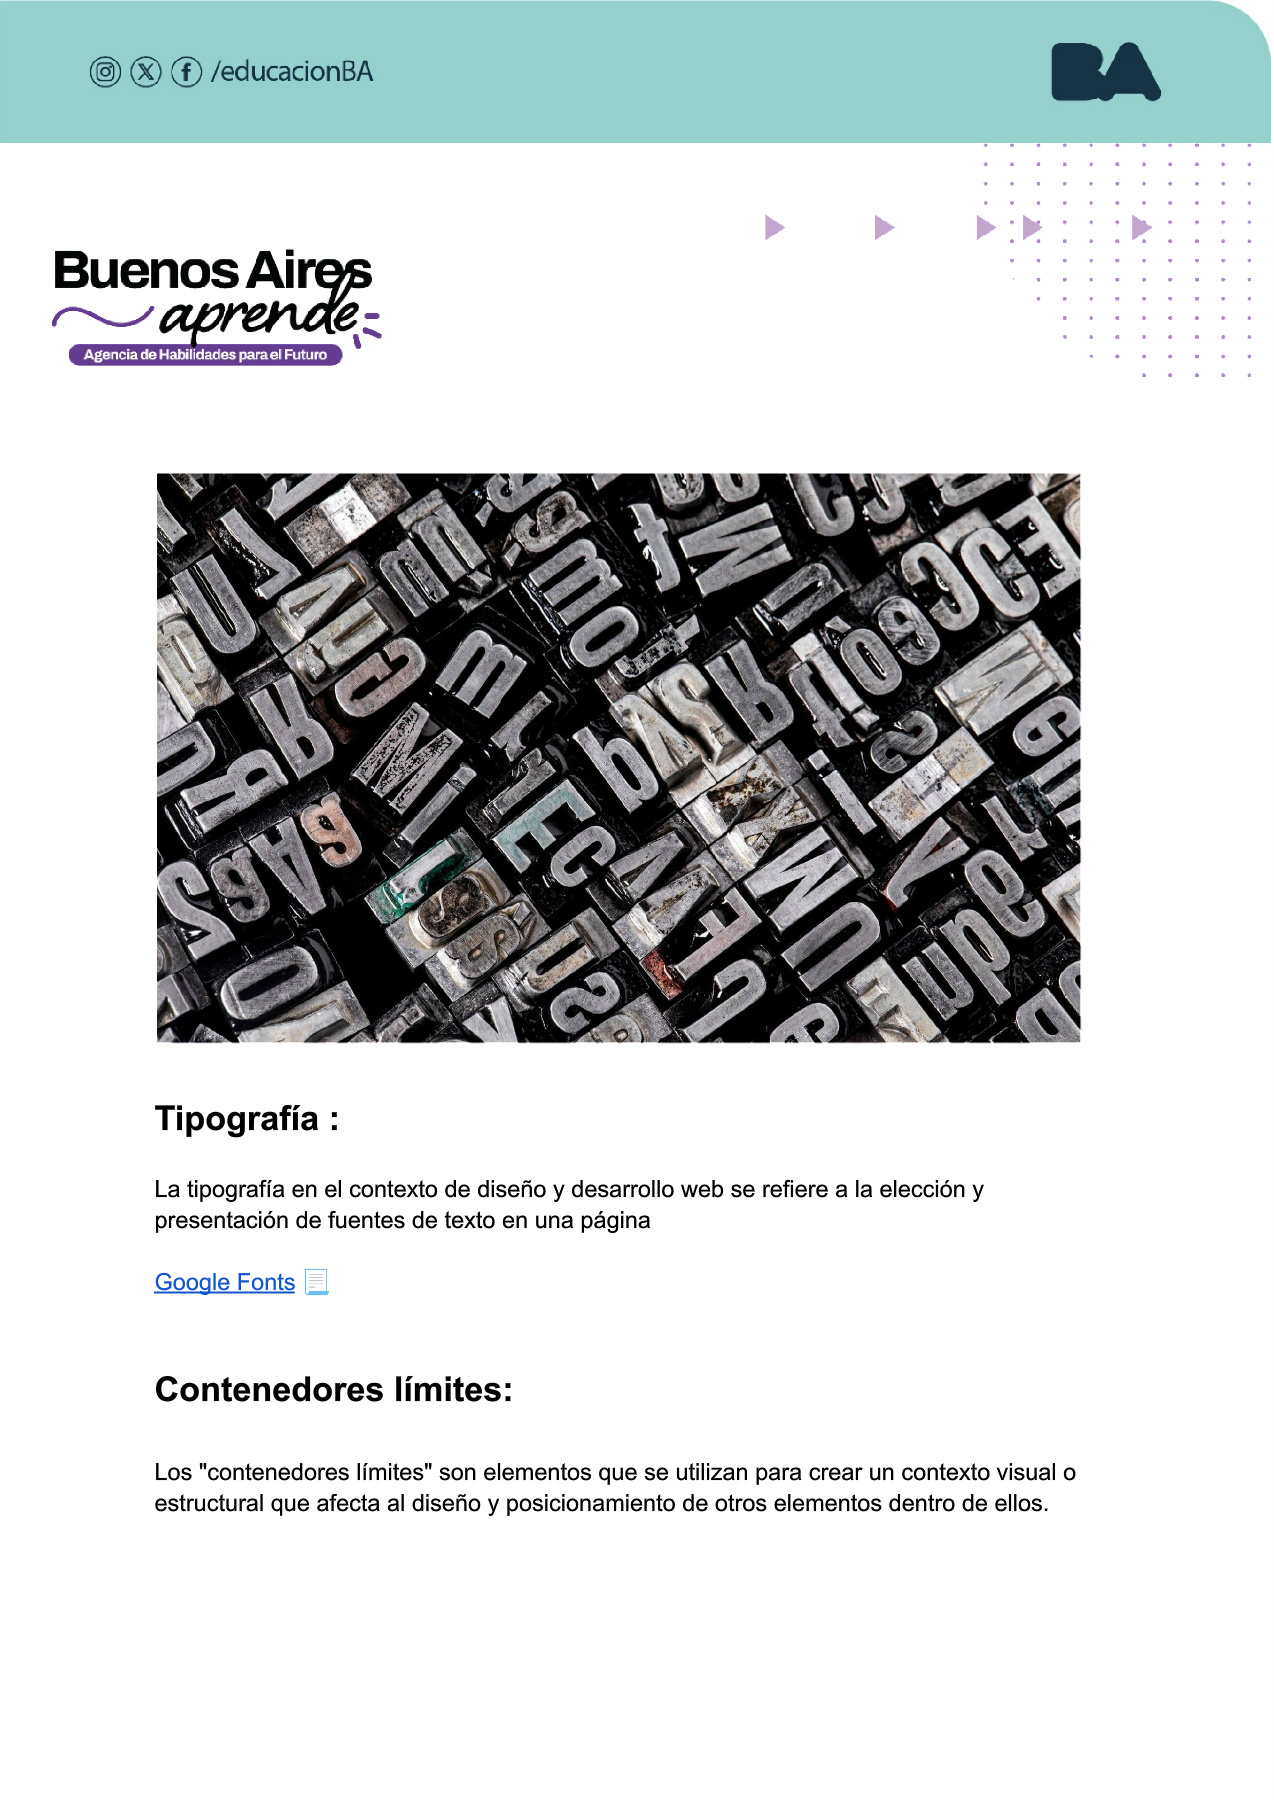 /educacionBA
BA
Buenos Aires
aprende
Agencia de Habilidades para el Futuro
Tipografía :
La tipografía en el contexto de diseño y desarrollo web se refiere a la elección y
presentación de fuentes de texto en una página
Google Fonts
Contenedores límites:
Los "contenedores límites" son elementos que se utilizan para crear un contexto visual o
estructural que afecta al diseño y posicionamiento de otros elementos dentro de ellos.